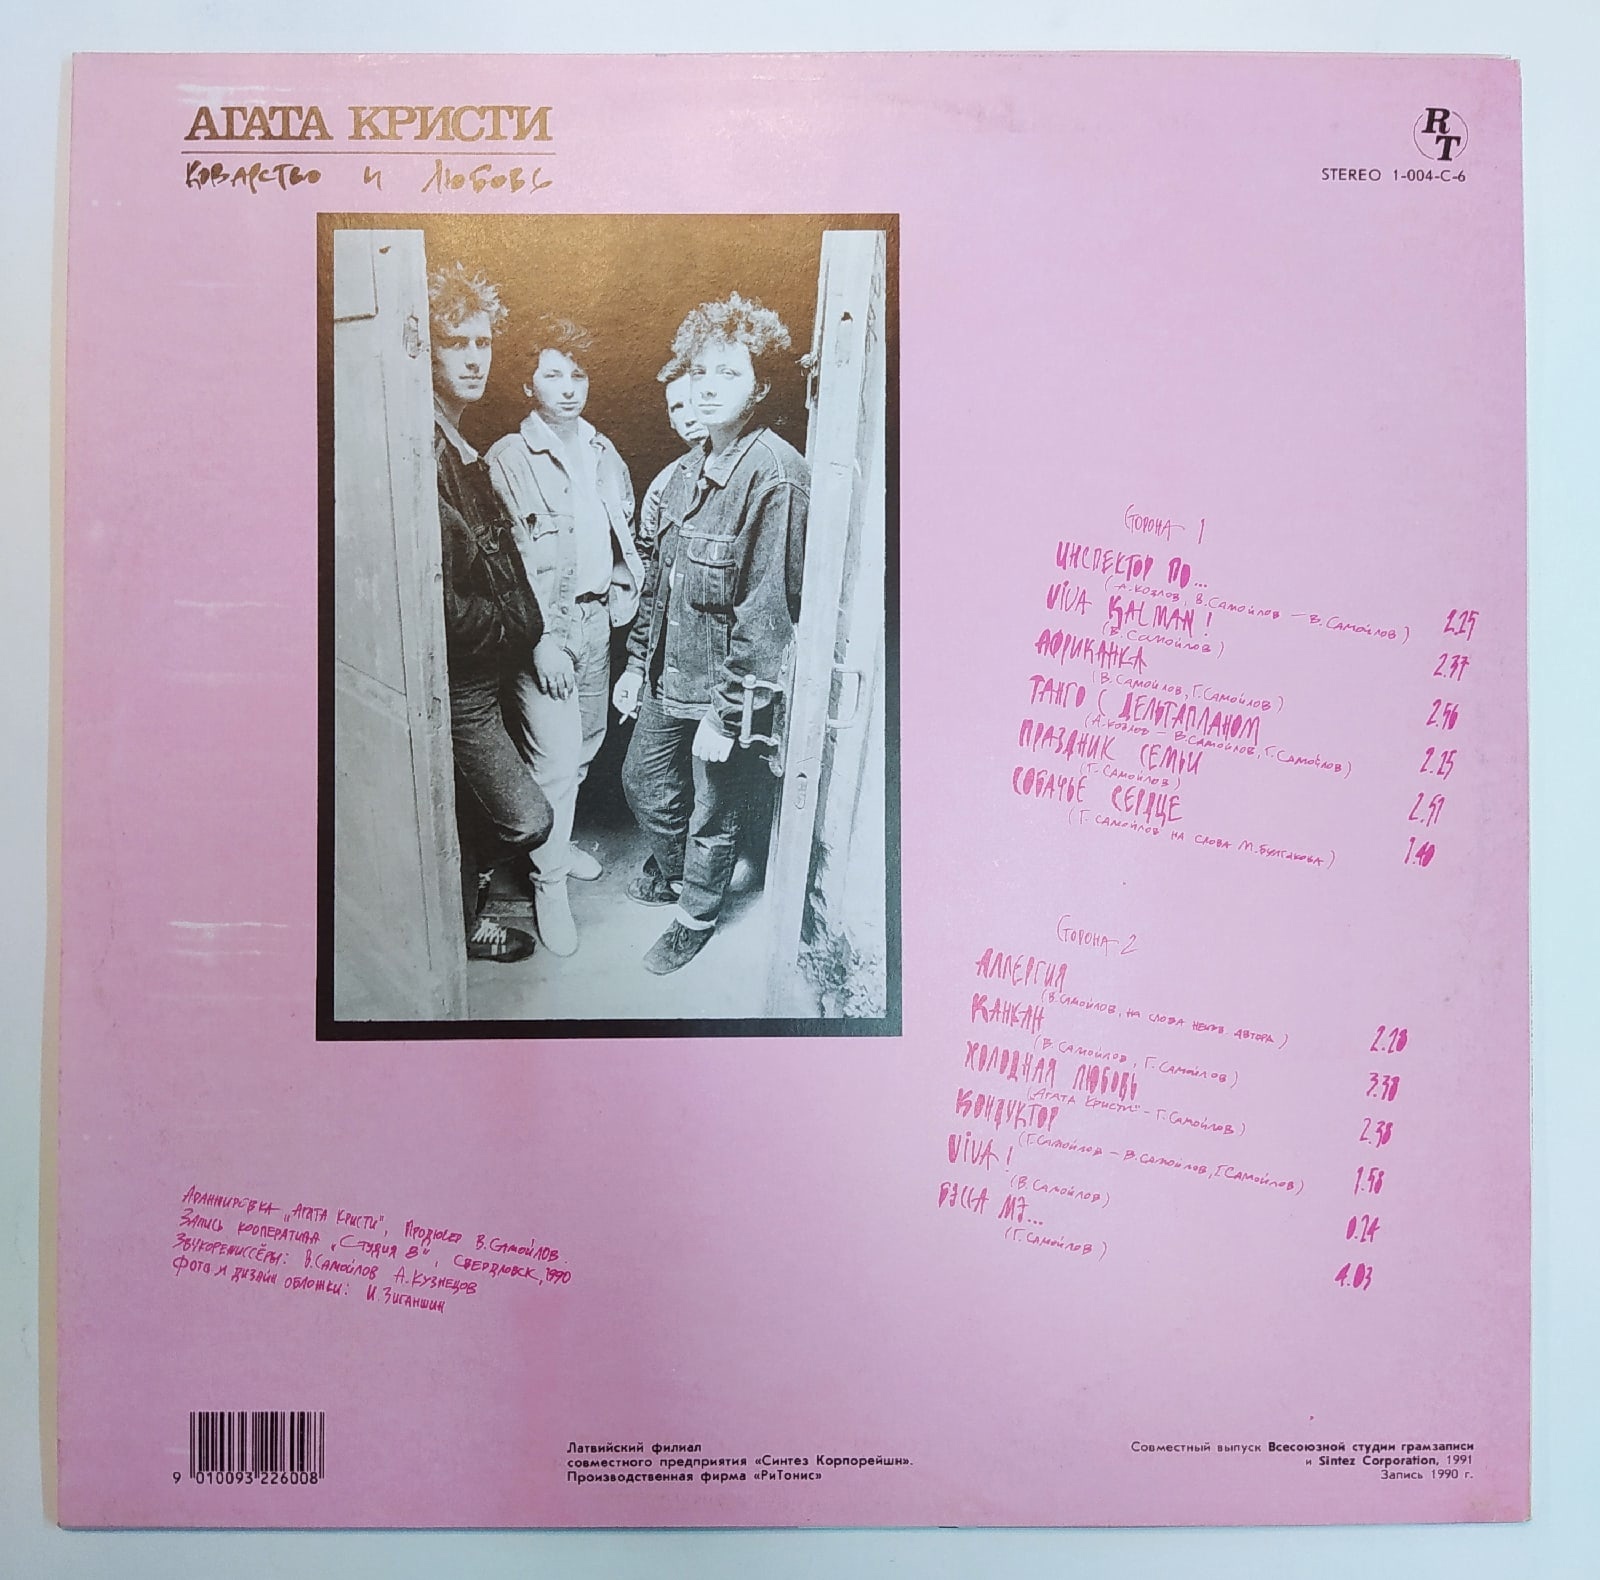 АГАТА КРИСТИ
Коварство и Любовь
RT
STEREO 1-004-C-6
Сторона 1
ИНСПЕКТОР ПО...
(А.Козлов, В.Самойлов — В.Самойлов) 2.25
ViVA KALMAN!
(В.Самойлов) 2.37
АФРИКАНКА
(В.Самойлов, Г.Самойлов) 2.56
ТАНГО С ДЕЛЬТАПЛАНОМ
(А.Козлов — В.Самойлов, Г.Самойлов) 2.25
ПРАЗДНИК СЕМЬИ
(Г.Самойлов) 2.51
СОБАЧЬЕ СЕРДЦЕ
(Г.Самойлов на слова М.Булгакова) 1.40
Сторона 2
АЛЛЕРГИЯ
(В.Самойлов, на слова неизв. автора) 2.28
КАНКАН
(В.Самойлов, Г.Самойлов) 3.38
ХОЛОДНАЯ ЛЮБОВЬ
("Агата Кристи" - Г.Самойлов) 2.38
КОНДУКТОР
(Г.Самойлов — В.Самойлов, Г.Самойлов) 1.58
ViVA!
(В.Самойлов) 0.24
БЭССА МЭ...
(Г.Самойлов) 4.03
Аранжировка „Агата Кристи", Продюсер В.Самойлов.
Запись кооператива „Студия 8", Свердловск, 1990
Звукорежиссёры: В.Самойлов А.Кузнецов
Фото и дизайн обложки: И.Зиганшин
9 010093 226008
Латвийский филиал
совместного предприятия «Синтез Корпорейшн».
Производственная фирма «РиТонис»
Совместный выпуск Всесоюзной студии грамзаписи
и Sintez Corporation, 1991
Запись 1990 г.